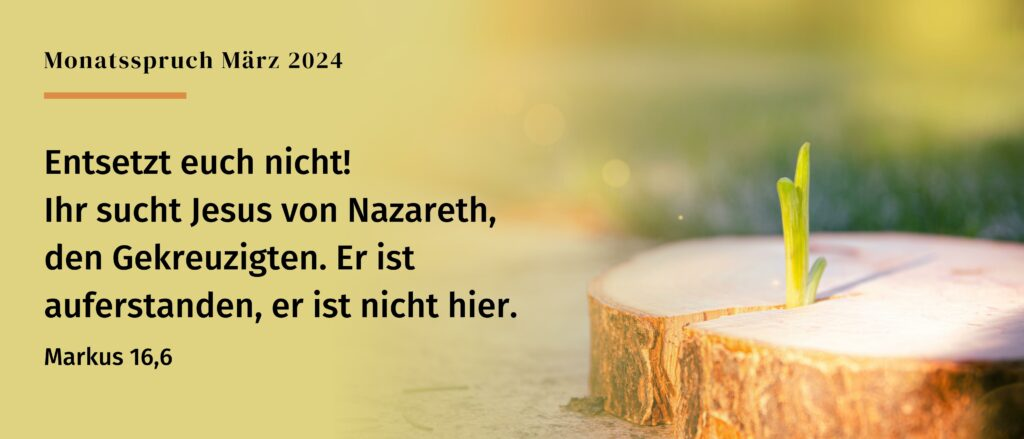 Monatsspruch März 2024
Entsetzt euch nicht!
Ihr sucht Jesus von Nazareth,
den Gekreuzigten. Er ist
auferstanden, er ist nicht hier.
Markus 16,6